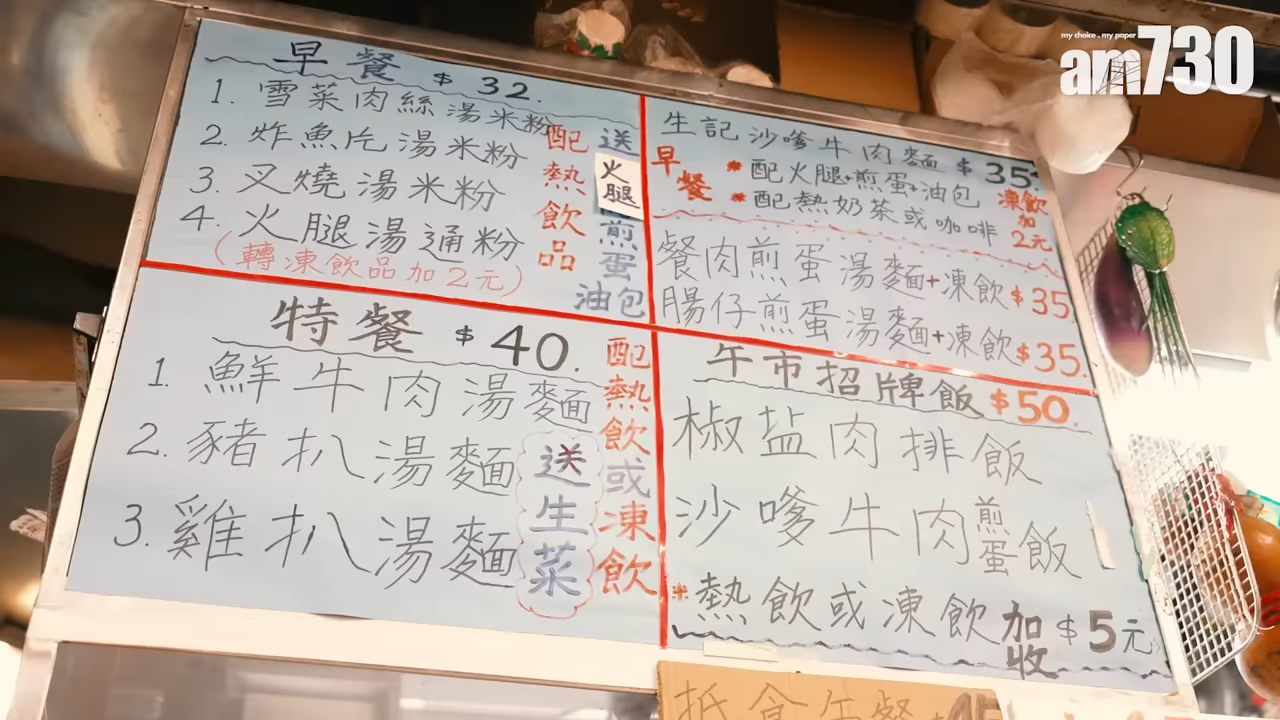 my choice . my paper
am730
早餐 $32.
1. 雪菜肉絲湯米粉
2. 炸魚片湯米粉
3. 叉燒湯米粉
4. 火腿湯通粉
(轉凍飲品加2元)
配熱飲品
送火腿煎蛋油包
生記沙嗲牛肉麵 $35.
早餐
* 配火腿+煎蛋+油包
* 配熱奶茶或咖啡
凍飲加2元
餐肉煎蛋湯麵+凍飲 $35
腸仔煎蛋湯麵+凍飲 $35.
特餐 $40.
1. 鮮牛肉湯麵
2. 豬扒湯麵
3. 雞扒湯麵
送生菜
配熱飲或凍飲
午市招牌飯 $50.
椒盐肉排飯
沙嗲牛肉煎蛋飯
* 熱飲或凍飲加收 $5元
抵食午餐